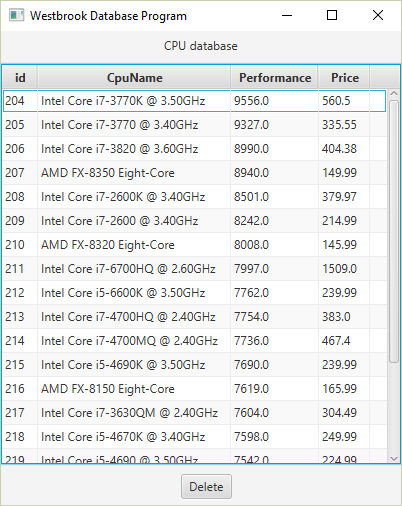 Westbrook Database Program
CPU database
id CpuName Performance Price
204 Intel Core i7-3770K @ 3.50GHz 9556.0 560.5
205 Intel Core i7-3770 @ 3.40GHz 9327.0 335.55
206 Intel Core i7-3820 @ 3.60GHz 8990.0 404.38
207 AMD FX-8350 Eight-Core 8940.0 149.99
208 Intel Core i7-2600K @ 3.40GHz 8501.0 379.97
209 Intel Core i7-2600 @ 3.40GHz 8242.0 214.99
210 AMD FX-8320 Eight-Core 8008.0 145.99
211 Intel Core i7-6700HQ @ 2.60GHz 7997.0 1509.0
212 Intel Core i5-6600K @ 3.50GHz 7762.0 239.99
213 Intel Core i7-4700HQ @ 2.40GHz 7754.0 383.0
214 Intel Core i7-4700MQ @ 2.40GHz 7736.0 467.4
215 Intel Core i5-4690K @ 3.50GHz 7690.0 239.99
216 AMD FX-8150 Eight-Core 7619.0 165.99
217 Intel Core i7-3630QM @ 2.40GHz 7604.0 304.49
218 Intel Core i5-4670K @ 3.40GHz 7598.0 249.99
219 Intel Core i5-4690 @ 3.50GHz 7542.0 224.99
Delete